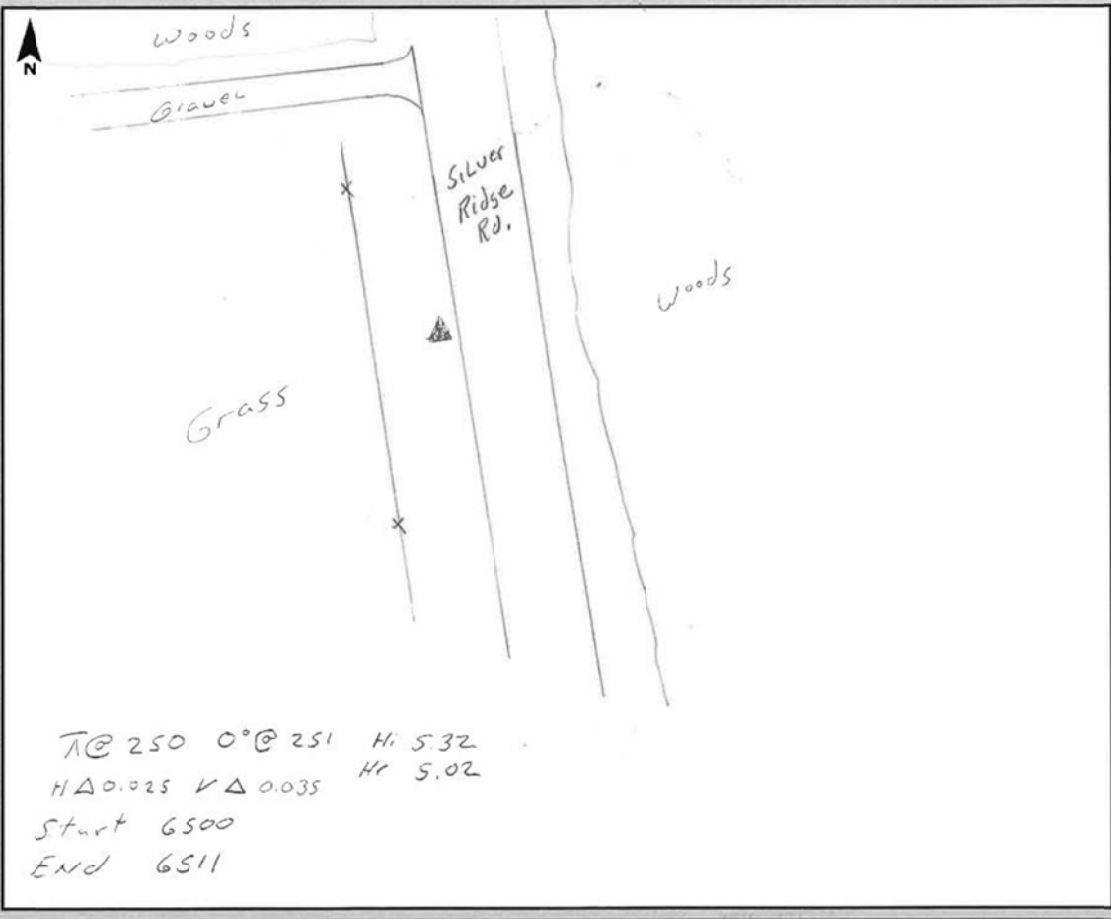 Woods
N
Gravel
Silver
Ridge
Rd.
Woods
Grass
⊼@ 250 0°@ 251 Hi 5.32
Hr 5.02
H△0.025 V△ 0.035
Start 6500
End 6511